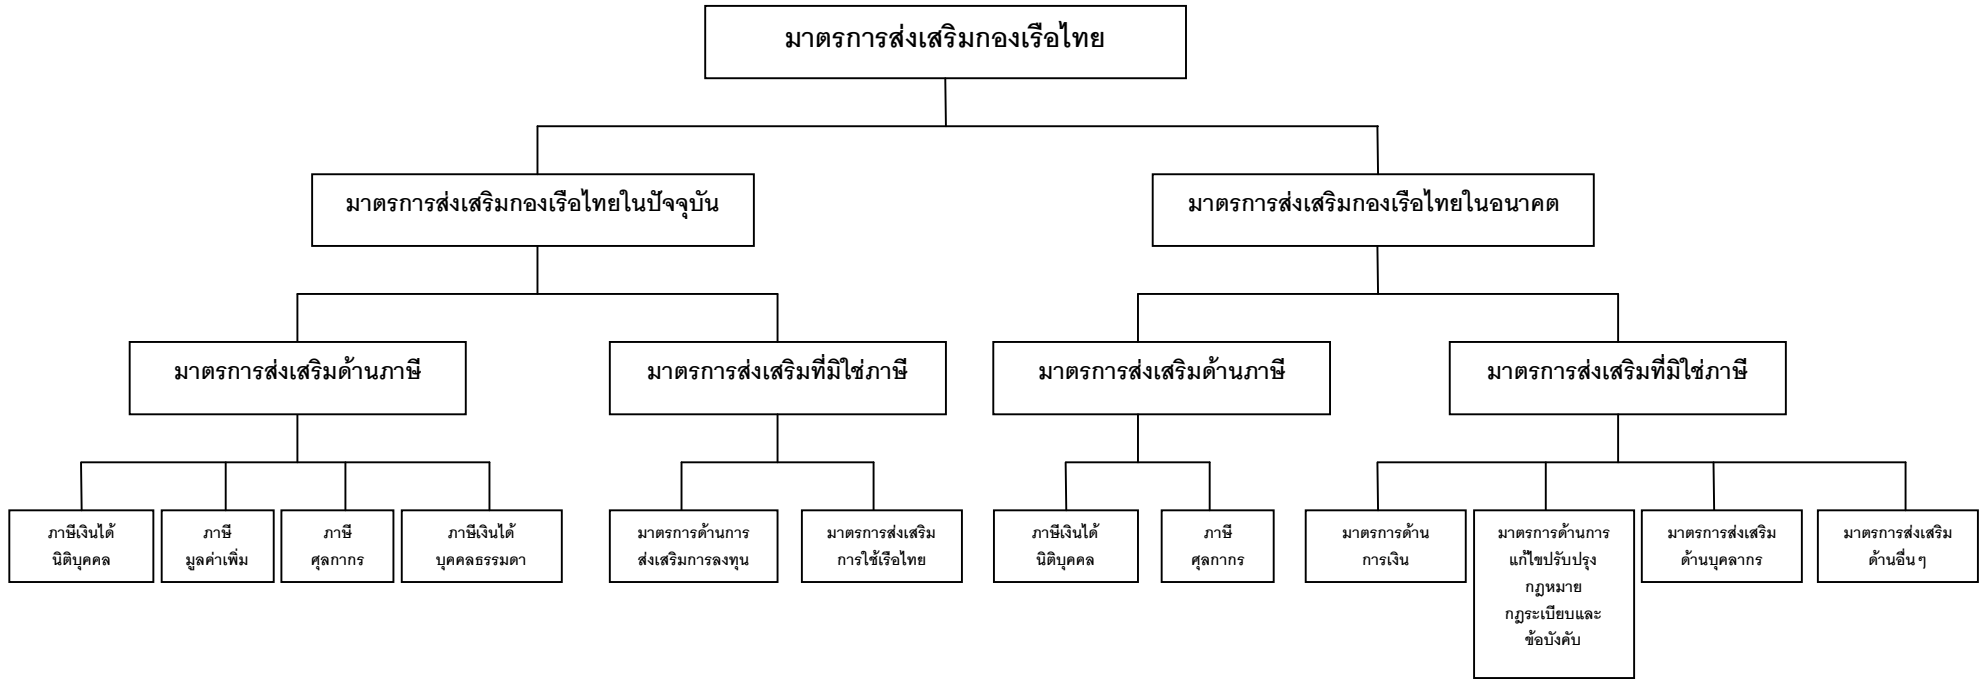 มาตรการส่งเสริมกองเรือไทย
มาตรการส่งเสริมกองเรือไทยในปัจจุบัน
มาตรการส่งเสริมกองเรือไทยในอนาคต
มาตรการส่งเสริมด้านภาษี
มาตรการส่งเสริมที่มิใช่ภาษี
มาตรการส่งเสริมด้านภาษี
มาตรการส่งเสริมที่มิใช่ภาษี
ภาษีเงินได้
นิติบุคคล
ภาษี
มูลค่าเพิ่ม
ภาษี
ศุลกากร
ภาษีเงินได้
บุคคลธรรมดา
มาตรการด้านการ
ส่งเสริมการลงทุน
มาตรการส่งเสริม
การใช้เรือไทย
ภาษีเงินได้
นิติบุคคล
ภาษี
ศุลกากร
มาตรการด้าน
การเงิน
มาตรการด้านการ
แก้ไขปรับปรุง
กฎหมาย
กฎระเบียบและ
ข้อบังคับ
มาตรการส่งเสริม
ด้านบุคลากร
มาตรการส่งเสริม
ด้านอื่นๆ